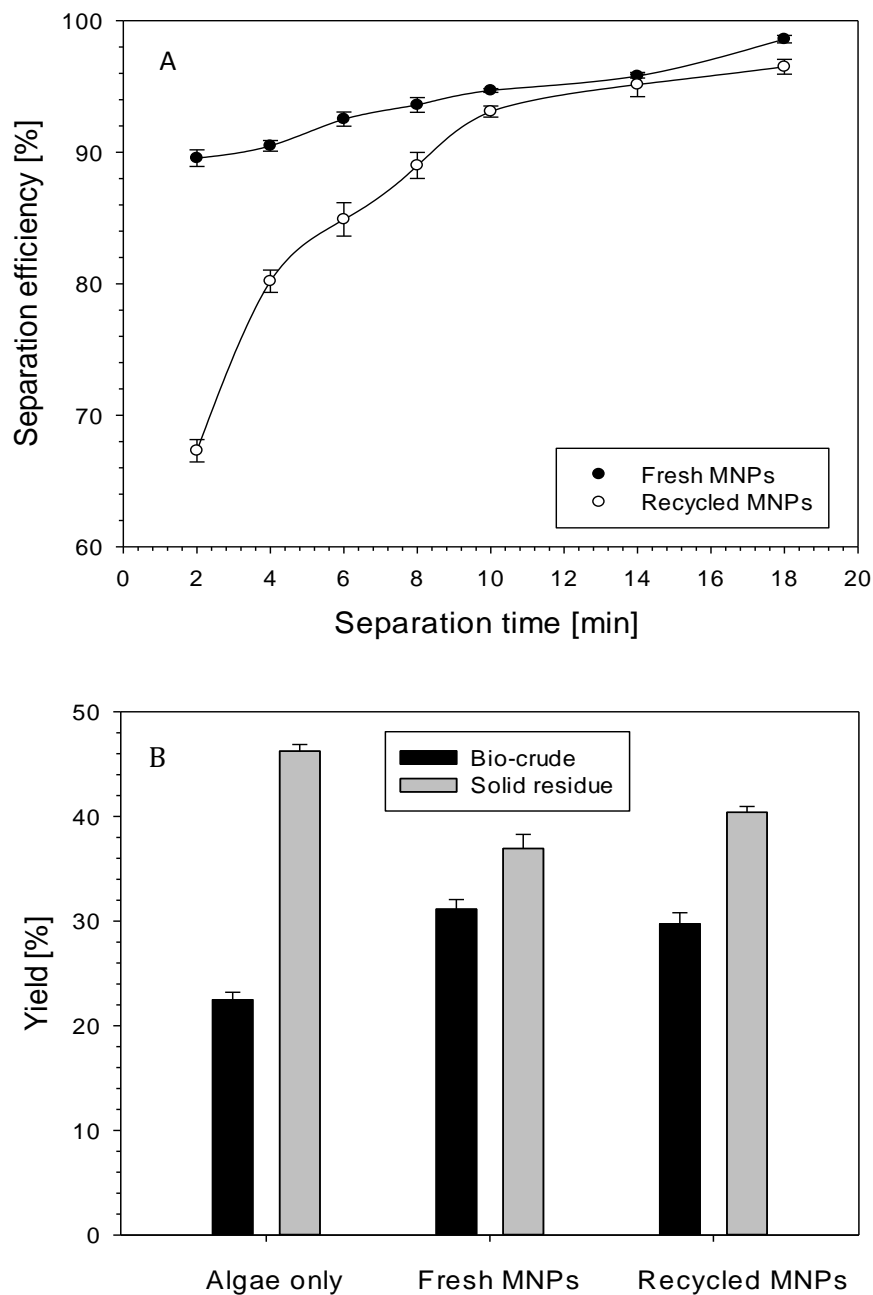 100
90
80
70
60
Separation efficiency [%]
A
Fresh MNPs
Recycled MNPs
0 2 4 6 8 10 12 14 16 18 20
Separation time [min]
50
40
30
20
10
0
Yield [%]
B
Bio-crude
Solid residue
Algae only Fresh MNPs Recycled MNPs